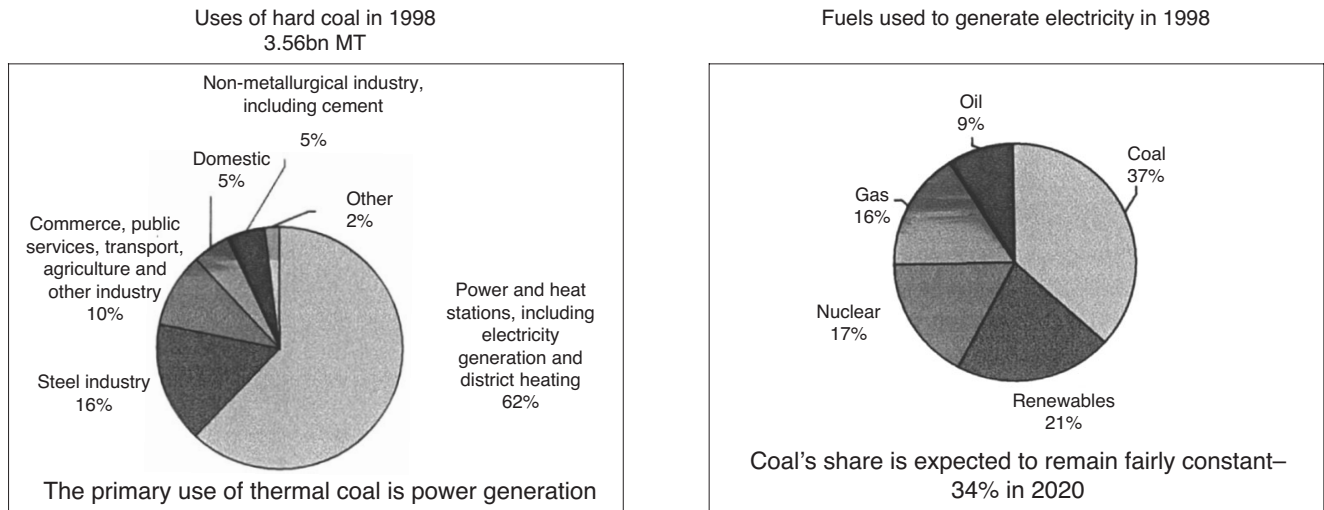 Uses of hard coal in 1998
3.56bn MT
Non-metallurgical industry,
including cement
5%
Domestic
5%
Other
2%
Commerce, public
services, transport,
agriculture and
other industry
10%
Power and heat
stations, including
electricity
generation and
district heating
62%
Steel industry
16%
The primary use of thermal coal is power generation
Fuels used to generate electricity in 1998
Oil
9%
Coal
37%
Gas
16%
Nuclear
17%
Renewables
21%
Coal's share is expected to remain fairly constant–
34% in 2020